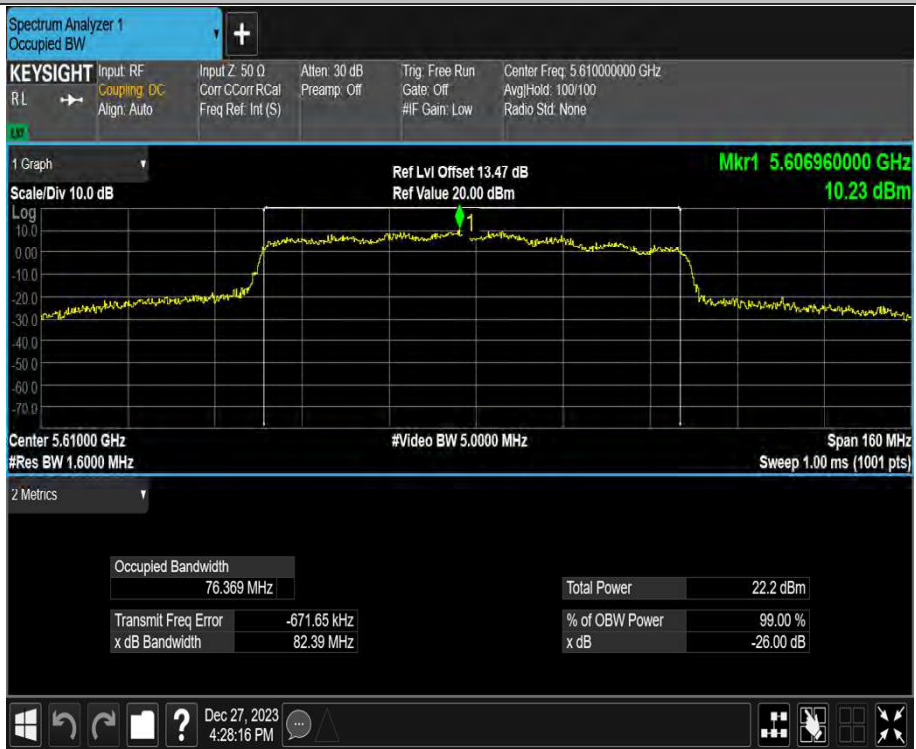 Spectrum Analyzer 1
Occupied BW
+
KEYSIGHT
RL
Input: RF
Coupling: DC
Align: Auto
Input Z: 50 Ω
Corr CCorr RCal
Freq Ref: Int (S)
Atten: 30 dB
Preamp: Off
Trig: Free Run
Gate: Off
#IF Gain: Low
Center Freq: 5.610000000 GHz
Avg|Hold: 100/100
Radio Std: None
1 Graph
Scale/Div 10.0 dB
Ref Lvl Offset 13.47 dB
Ref Value 20.00 dBm
Mkr1 5.606960000 GHz
10.23 dBm
Log
10.0
0.00
-10.0
-20.0
-30.0
-40.0
-50.0
-60.0
-70.0
1
Center 5.61000 GHz
#Res BW 1.6000 MHz
#Video BW 5.0000 MHz
Span 160 MHz
Sweep 1.00 ms (1001 pts)
2 Metrics
Occupied Bandwidth
76.369 MHz
Transmit Freq Error -671.65 kHz
x dB Bandwidth 82.39 MHz
Total Power 22.2 dBm
% of OBW Power 99.00 %
x dB -26.00 dB
?
Dec 27, 2023
4:28:16 PM